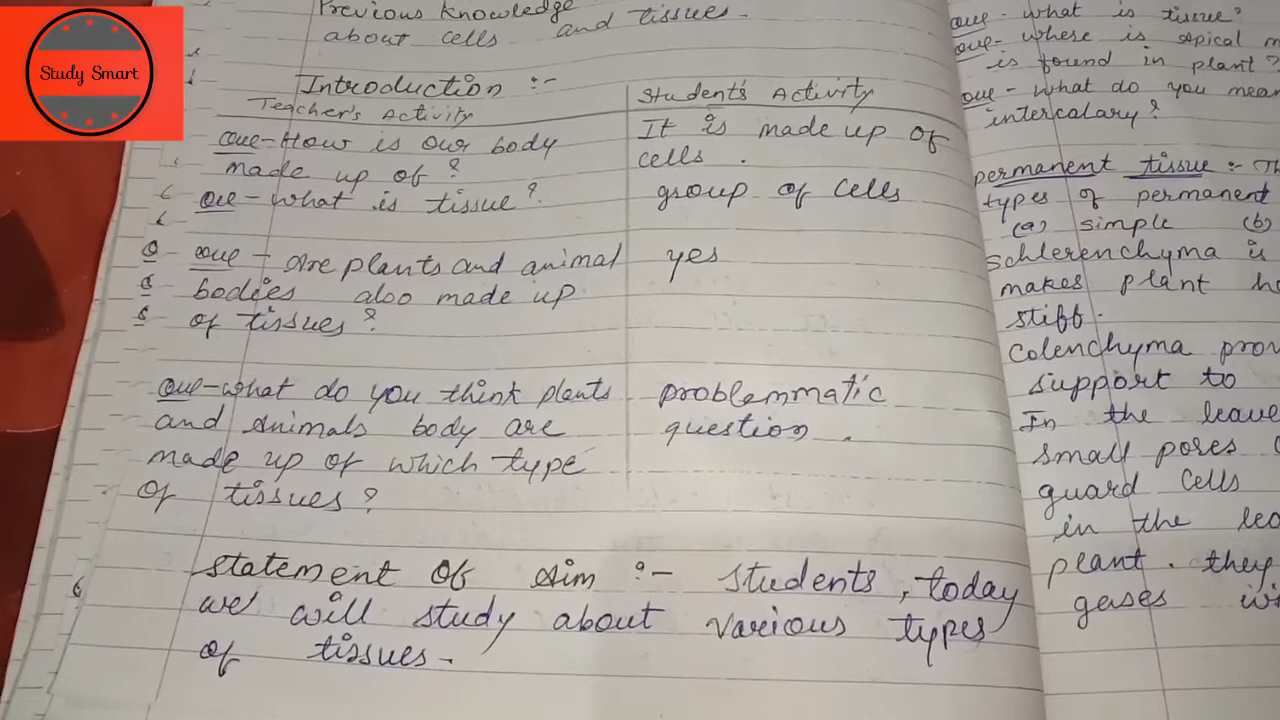 Study Smart
Previous Knowledge
about cells and tissues.
Introduction :-
Teacher's Activity
Student's Activity
Que-How is our body
made up of?
It is made up of
cells.
Que-What is tissue?
group of cells
Que - Are plants and animal
bodies also made up
of tissues?
yes
Que-what do you think plants
and Animals body are
made up of which type
of tissues?
problemmatic
question.
Statement Of Aim :- Students, today
we will study about various types
of tissues.
Que - What is tissue?
Que- where is Apical
is found in plant?
Que - What do you mean
intercalary?
permanent tissue :-
types of permanent
(a) simple (b)
Schlerenchyma is
makes plant
stiff.
Colenchyma
support to
In the
small pores
guard cells
in the
plant. they
gases